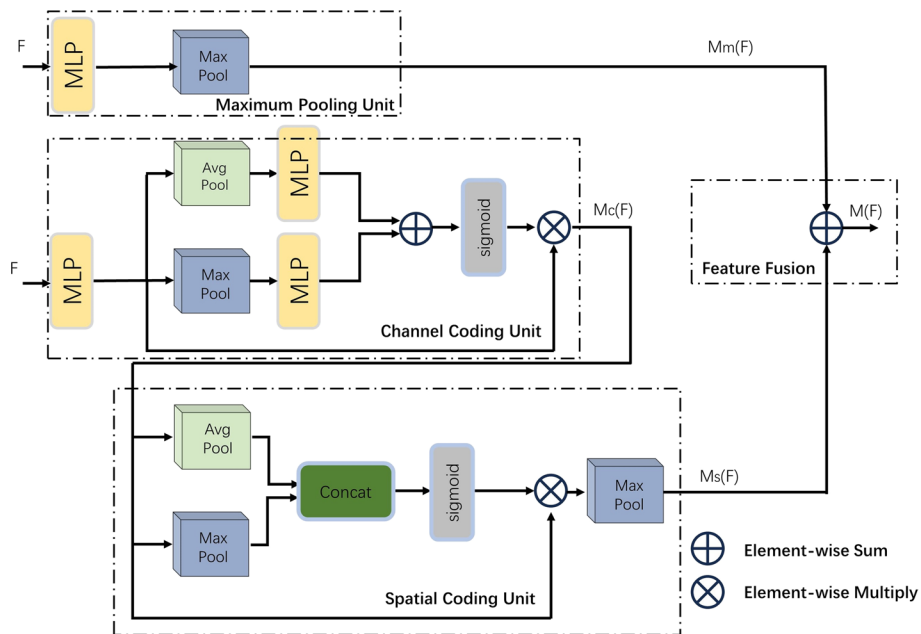 F
MLP
Max
Pool
Mm(F)
Maximum Pooling Unit
Avg
Pool
MLP
F
MLP
Max
Pool
MLP
sigmoid
Mc(F)
Channel Coding Unit
M(F)
Feature Fusion
Avg
Pool
Max
Pool
Concat
sigmoid
Max
Pool
Ms(F)
Spatial Coding Unit
Element-wise Sum
Element-wise Multiply